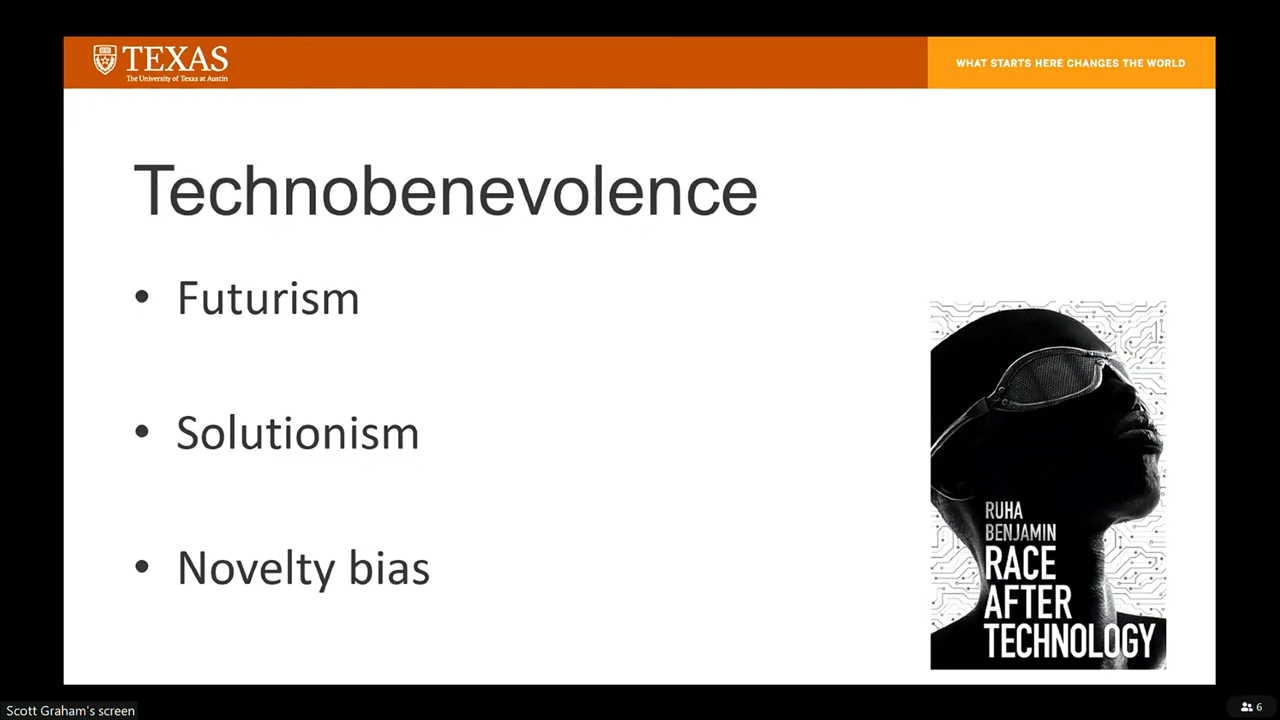 TEXAS
The University of Texas at Austin
WHAT STARTS HERE CHANGES THE WORLD
Technobenevolence
• Futurism
• Solutionism
• Novelty bias
RUHA
BENJAMIN
RACE
AFTER
TECHNOLOGY
Scott Graham's screen
6